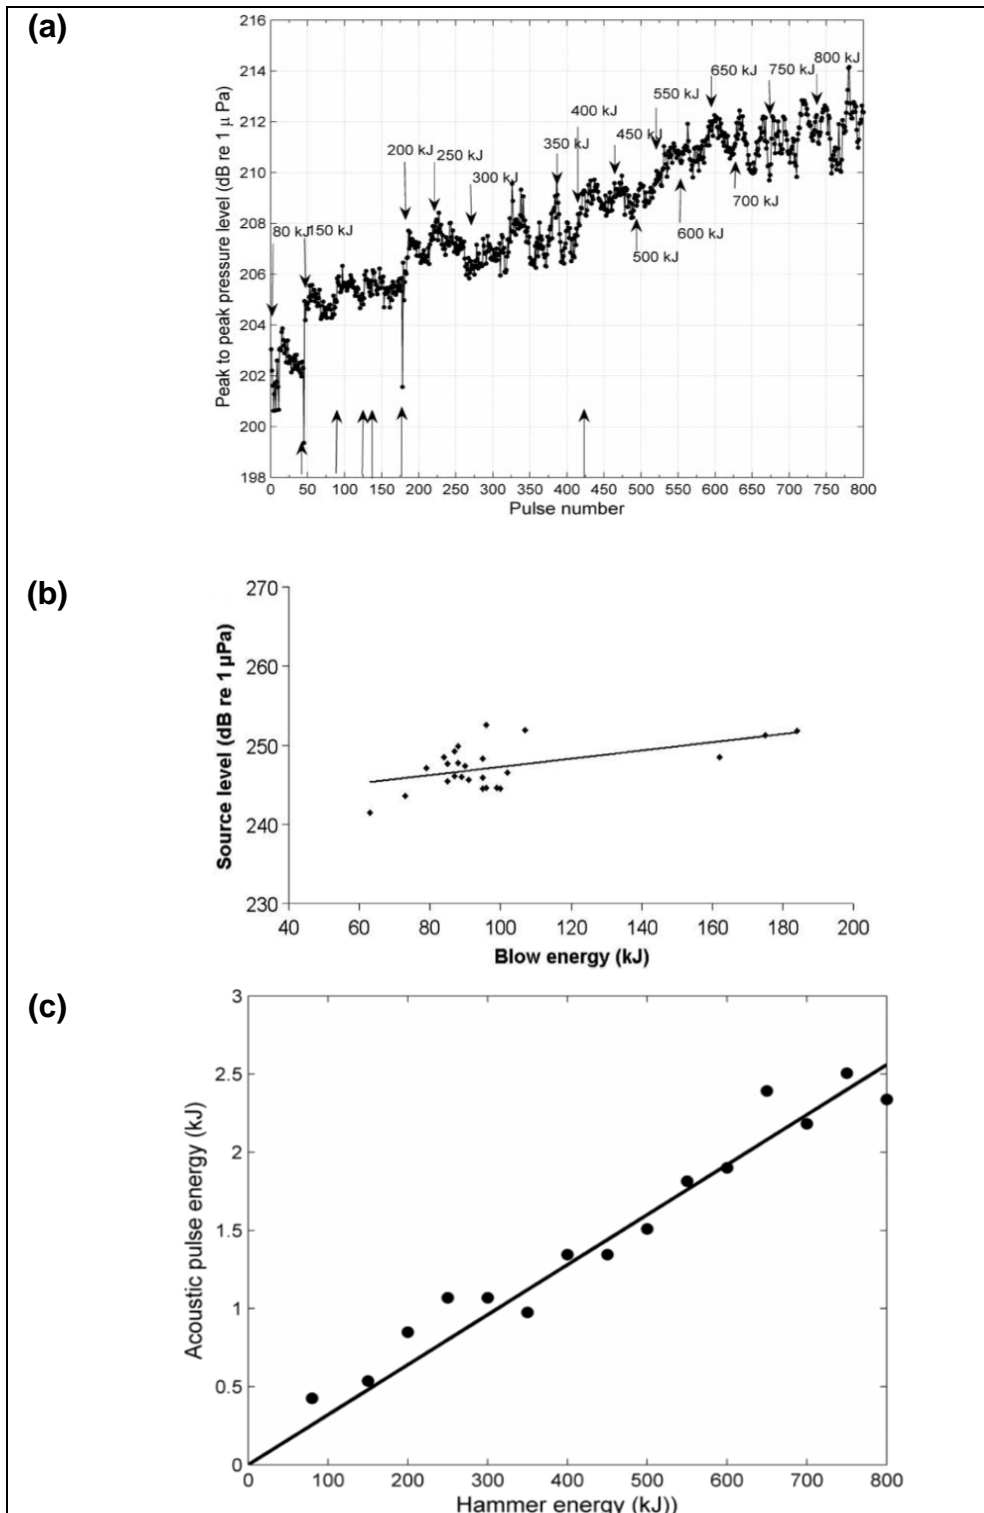 (a)
216
214
212
210
208
206
204
202
200
198
Peak to peak pressure level (dB re 1 μ Pa)
80 kJ
150 kJ
200 kJ
250 kJ
300 kJ
350 kJ
400 kJ
450 kJ
500 kJ
550 kJ
600 kJ
650 kJ
700 kJ
750 kJ
800 kJ
0 50 100 150 200 250 300 350 400 450 500 550 600 650 700 750 800
Pulse number
(b)
270
260
250
240
230
Source level (dB re 1 µPa)
40 60 80 100 120 140 160 180 200
Blow energy (kJ)
(c)
3
2.5
2
1.5
1
0.5
0
Acoustic pulse energy (kJ)
0 100 200 300 400 500 600 700 800
Hammer energy (kJ))